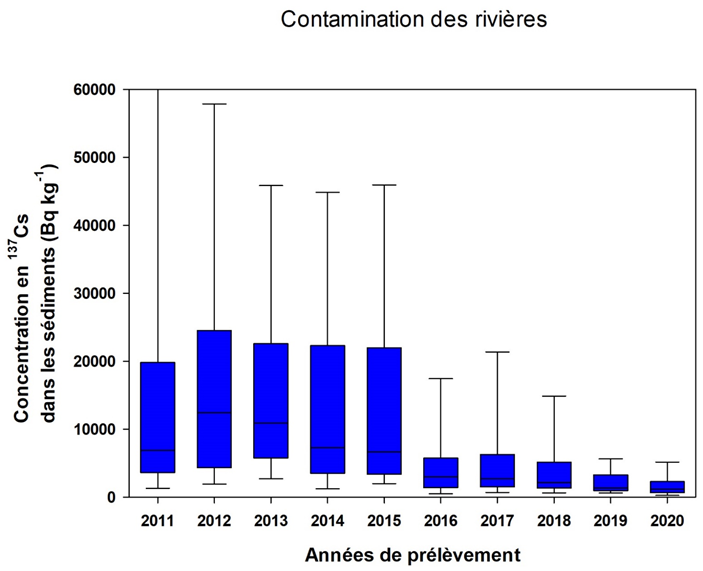 Contamination des rivières
Concentration en ¹³⁷Cs
dans les sédiments (Bq kg⁻¹)
60000
50000
40000
30000
20000
10000
0
2011 2012 2013 2014 2015 2016 2017 2018 2019 2020
Années de prélèvement